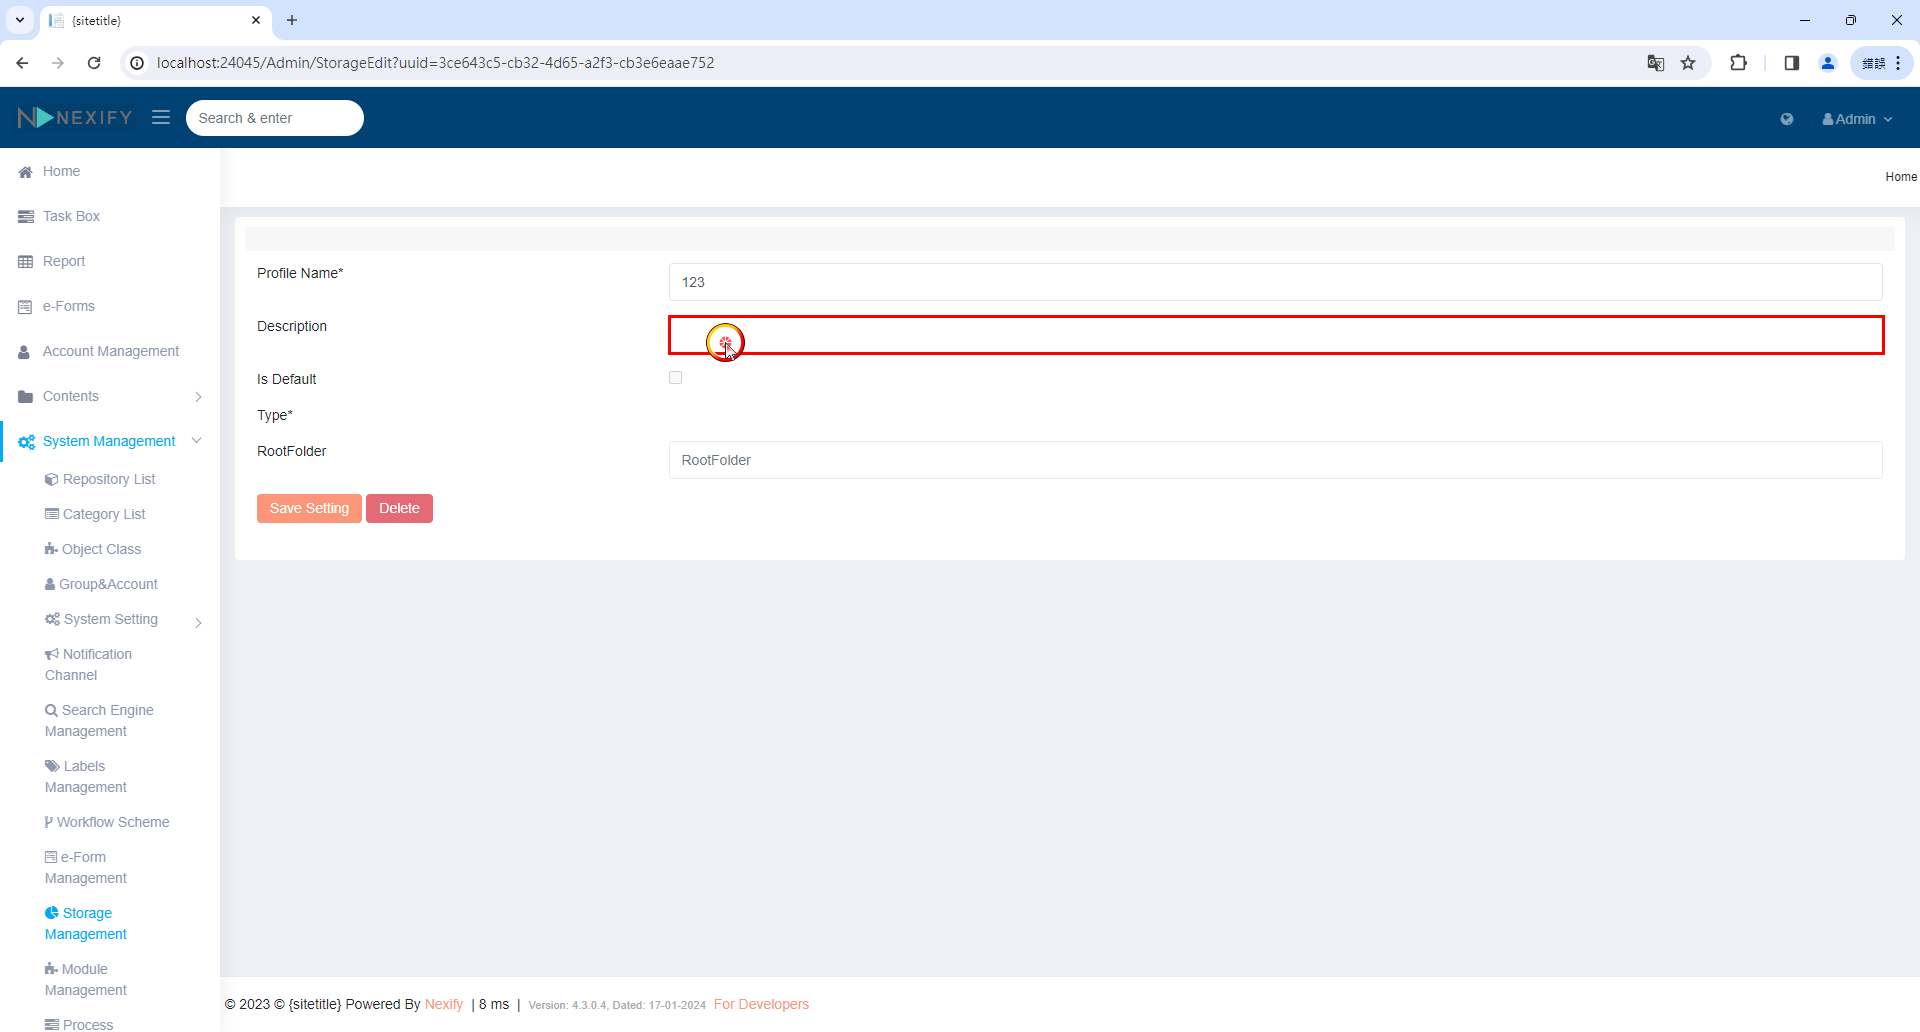 {sitetitle}
localhost:24045/Admin/StorageEdit?uuid=3ce643c5-cb32-4d65-a2f3-cb3e6eaae752
錯誤
NEXIFY
Search & enter
Admin
Home
Home
Task Box
Report
e-Forms
Account Management
Contents
System Management
Repository List
Category List
Object Class
Group&Account
System Setting
Notification
Channel
Search Engine
Management
Labels
Management
Workflow Scheme
e-Form
Management
Storage
Management
Module
Management
Process
Profile Name*
123
Description
Is Default
Type*
RootFolder
RootFolder
Save Setting
Delete
© 2023 © {sitetitle} Powered By Nexify | 8 ms | Version: 4.3.0.4, Dated: 17-01-2024 For Developers